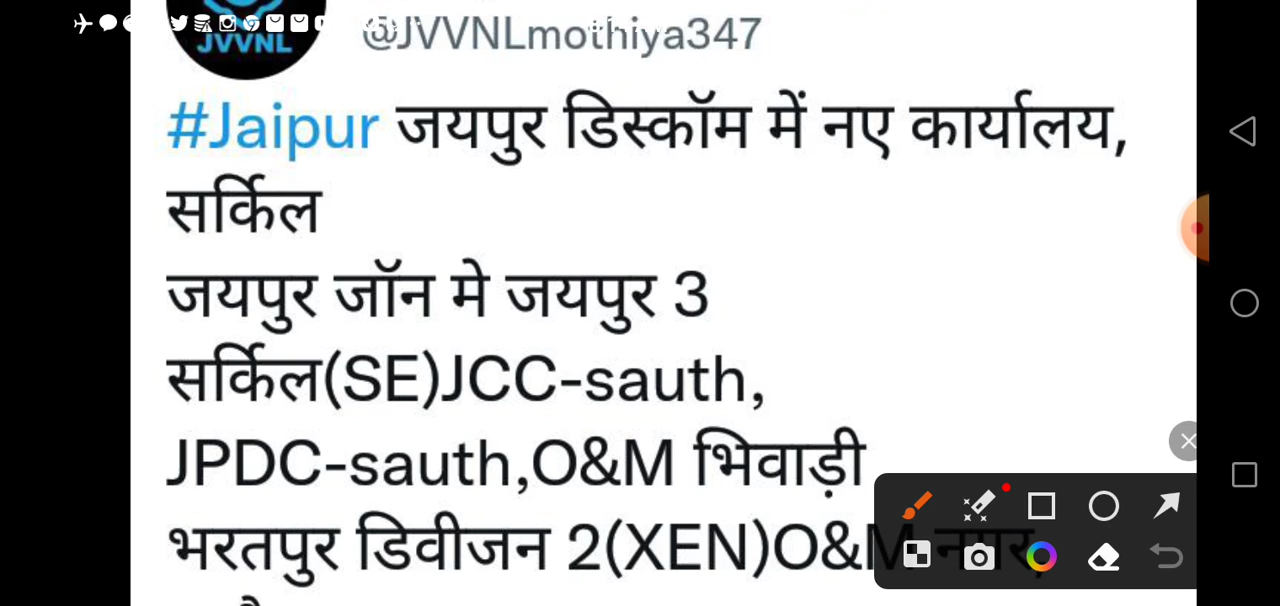 JVVNL
@JVVNLmothiya347
#Jaipur जयपुर डिस्कॉम में नए कार्यालय,
सर्किल
जयपुर जॉन मे जयपुर 3
सर्किल(SE)JCC-sauth,
JPDC-sauth,O&M भिवाड़ी
भरतपुर डिवीजन 2(XEN)O&M नगर,